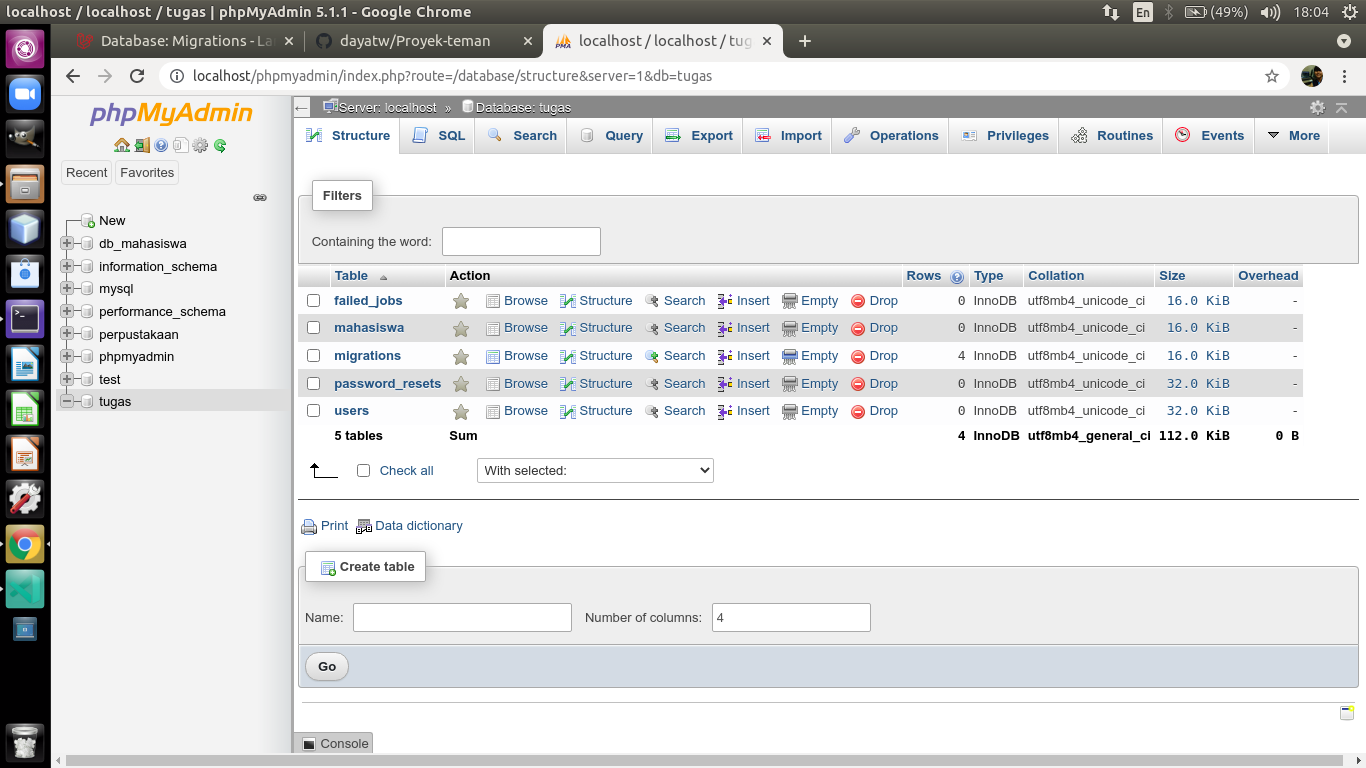 localhost / localhost / tugas | phpMyAdmin 5.1.1 - Google Chrome En (49%) 18:04
Database: Migrations - La dayatw/Proyek-teman localhost / localhost / tug
localhost/phpmyadmin/index.php?route=/database/structure&server=1&db=tugas
phpMyAdmin
Recent Favorites
New
db_mahasiswa
information_schema
mysql
performance_schema
perpustakaan
phpmyadmin
test
tugas
Server: localhost » Database: tugas
Structure SQL Search Query Export Import Operations Privileges Routines Events More
Filters
Containing the word:
Table Action Rows Type Collation Size Overhead
failed_jobs Browse Structure Search Insert Empty Drop 0 InnoDB utf8mb4_unicode_ci 16.0 KiB -
mahasiswa Browse Structure Search Insert Empty Drop 0 InnoDB utf8mb4_unicode_ci 16.0 KiB -
migrations Browse Structure Search Insert Empty Drop 4 InnoDB utf8mb4_unicode_ci 16.0 KiB -
password_resets Browse Structure Search Insert Empty Drop 0 InnoDB utf8mb4_unicode_ci 32.0 KiB -
users Browse Structure Search Insert Empty Drop 0 InnoDB utf8mb4_unicode_ci 32.0 KiB -
5 tables Sum 4 InnoDB utf8mb4_general_ci 112.0 KiB 0 B
Check all With selected:
Print Data dictionary
Create table
Name: Number of columns: 4
Go
Console